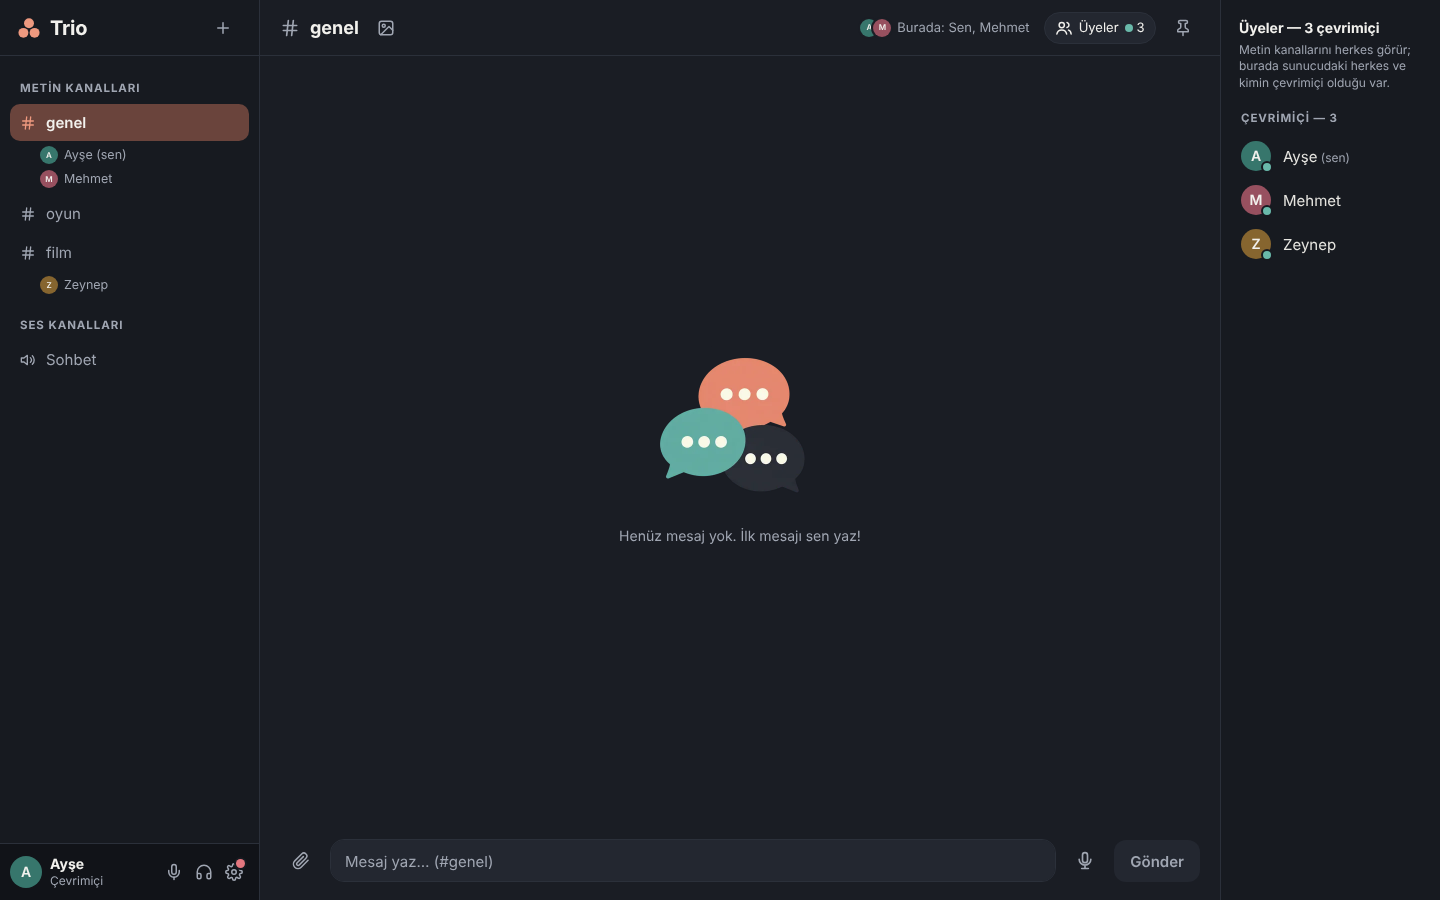 Trio
METİN KANALLARI
genel
A Ayşe (sen)
M Mehmet
oyun
film
Z Zeynep
SES KANALLARI
Sohbet
A Ayşe
Çevrimiçi
# genel
A M Burada: Sen, Mehmet
Üyeler 3
Henüz mesaj yok. İlk mesajı sen yaz!
Mesaj yaz... (#genel)
Gönder
Üyeler — 3 çevrimiçi
Metin kanallarını herkes görür;
burada sunucudaki herkes ve
kimin çevrimiçi olduğu var.
ÇEVRİMİÇİ — 3
A Ayşe (sen)
M Mehmet
Z Zeynep